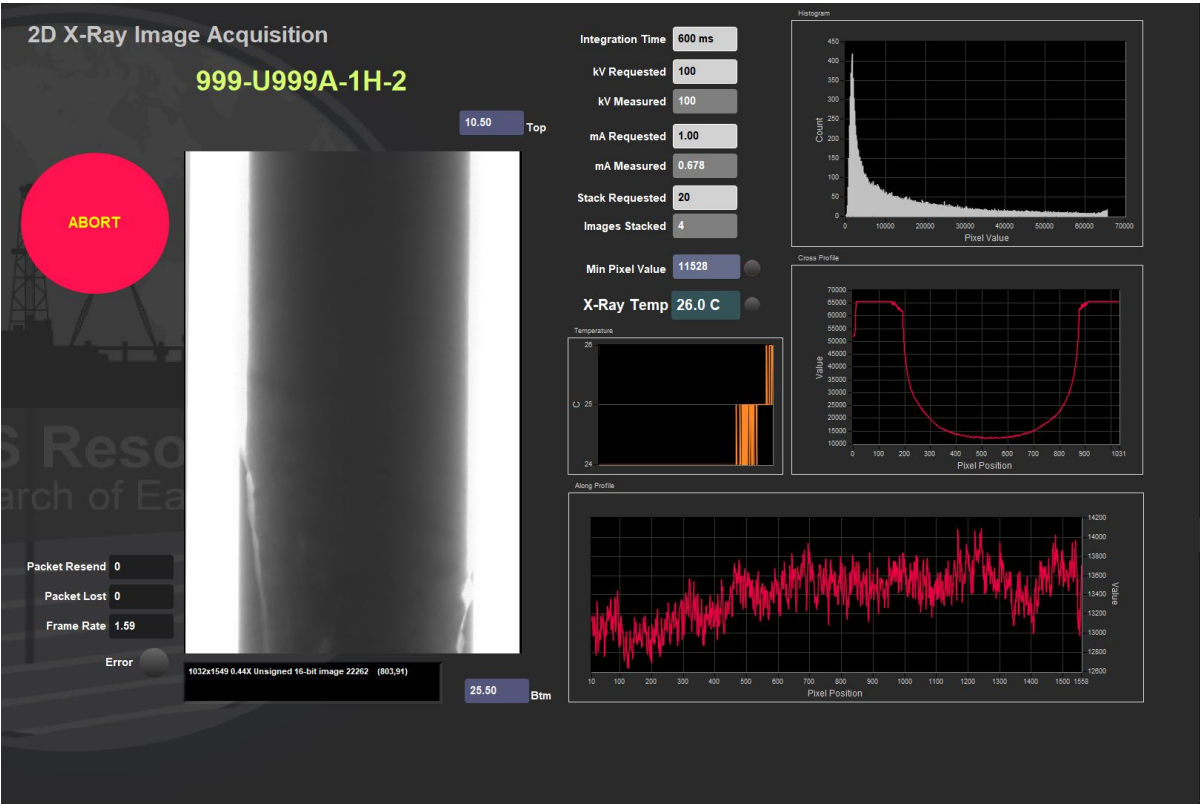 2D X-Ray Image Acquisition
999-U999A-1H-2
10.50 Top
ABORT
S Reso
arch of Ea
Packet Resend 0
Packet Lost 0
Frame Rate 1.59
Error
1032x1549 0.44X Unsigned 16-bit image 22262 (803,91)
25.50 Btm
Integration Time 600 ms
kV Requested 100
kV Measured 100
mA Requested 1.00
mA Measured 0.678
Stack Requested 20
Images Stacked 4
Min Pixel Value 11528
X-Ray Temp 26.0 C
Temperature
26
C 25
24
Histogram
450
400
350
300
Count
250
200
150
100
50
0
0 10000 20000 30000 40000 50000 60000 70000
Pixel Value
Cross Profile
70000
65000
60000
55000
50000
Value
45000
40000
35000
30000
25000
20000
15000
10000
0 100 200 300 400 500 600 700 800 900 1031
Pixel Position
Along Profile
14200
14000
13800
13600
Value
13400
13200
13000
12800
12600
10 100 200 300 400 500 600 700 800 900 1000 1100 1200 1300 1400 1500 1558
Pixel Position